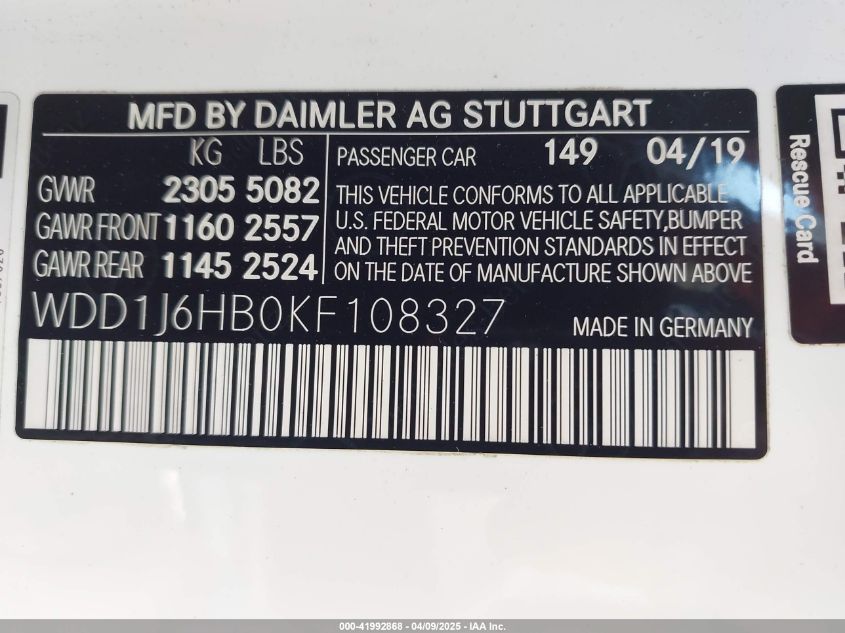 MFD BY DAIMLER AG STUTTGART
KG LBS
GVWR 2305 5082
GAWR FRONT 1160 2557
GAWR REAR 1145 2524
PASSENGER CAR 149 04/19
THIS VEHICLE CONFORMS TO ALL APPLICABLE
U.S. FEDERAL MOTOR VEHICLE SAFETY,BUMPER
AND THEFT PREVENTION STANDARDS IN EFFECT
ON THE DATE OF MANUFACTURE SHOWN ABOVE
WDD1J6HB0KF108327 MADE IN GERMANY
Rescue Card
000-41992868 - 04/09/2025 - IAA Inc.